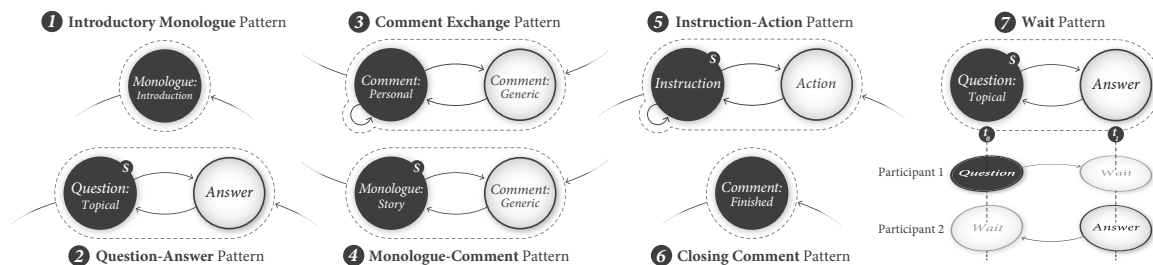 1 Introductory Monologue Pattern
Monologue:
Introduction
S
Question:
Topical
Answer
2 Question-Answer Pattern
3 Comment Exchange Pattern
Comment:
Personal
Comment:
Generic
S
Monologue:
Story
Comment:
Generic
4 Monologue-Comment Pattern
5 Instruction-Action Pattern
S
Instruction
Action
Comment:
Finished
6 Closing Comment Pattern
7 Wait Pattern
S
Question:
Topical
Answer
t0
t1
Participant 1
Question
Wait
Participant 2
Wait
Answer